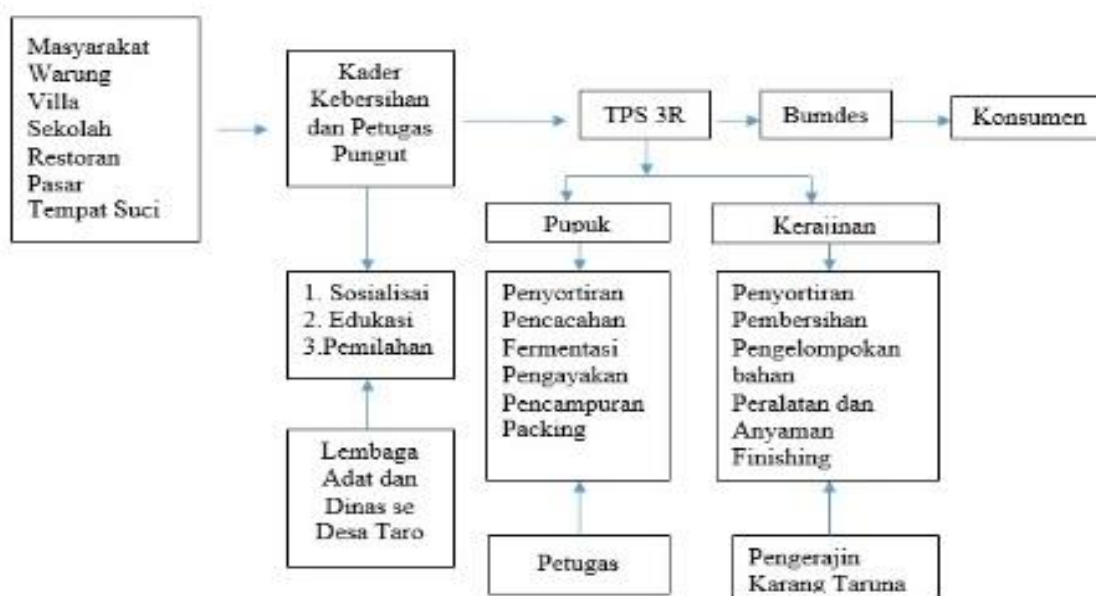 Masyarakat
Warung
Villa
Sekolah
Restoran
Pasar
Tempat Suci
Kader
Kebersihan
dan Petugas
Pungut
TPS 3R
Bumdes
Konsumen
Pupuk
Kerajinan
1. Sosialisai
2. Edukasi
3.Pemilahan
Penyortiran
Pencacahan
Fermentasi
Pengayakan
Pencampuran
Packing
Penyortiran
Pembersihan
Pengelompokan
bahan
Peralatan dan
Anyaman
Finishing
Lembaga
Adat dan
Dinas se
Desa Taro
Petugas
Pengerajin
Karang Taruna